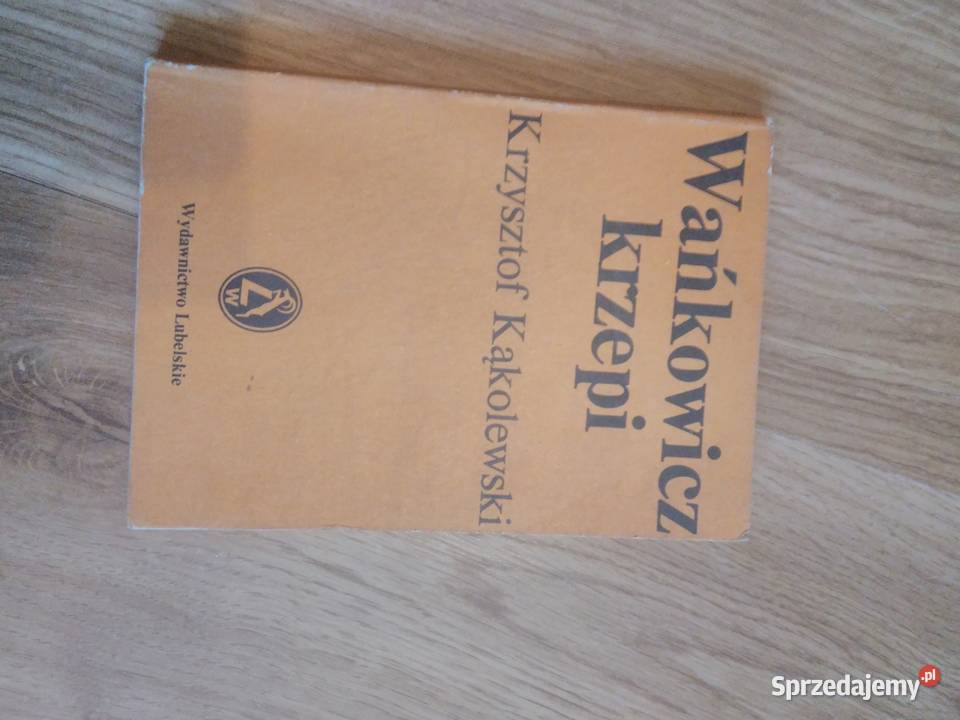 Wańkowicz
krzepi
Krzysztof Kąkolewski
W
Wydawnictwo Lubelskie
Sprzedajemy.pl